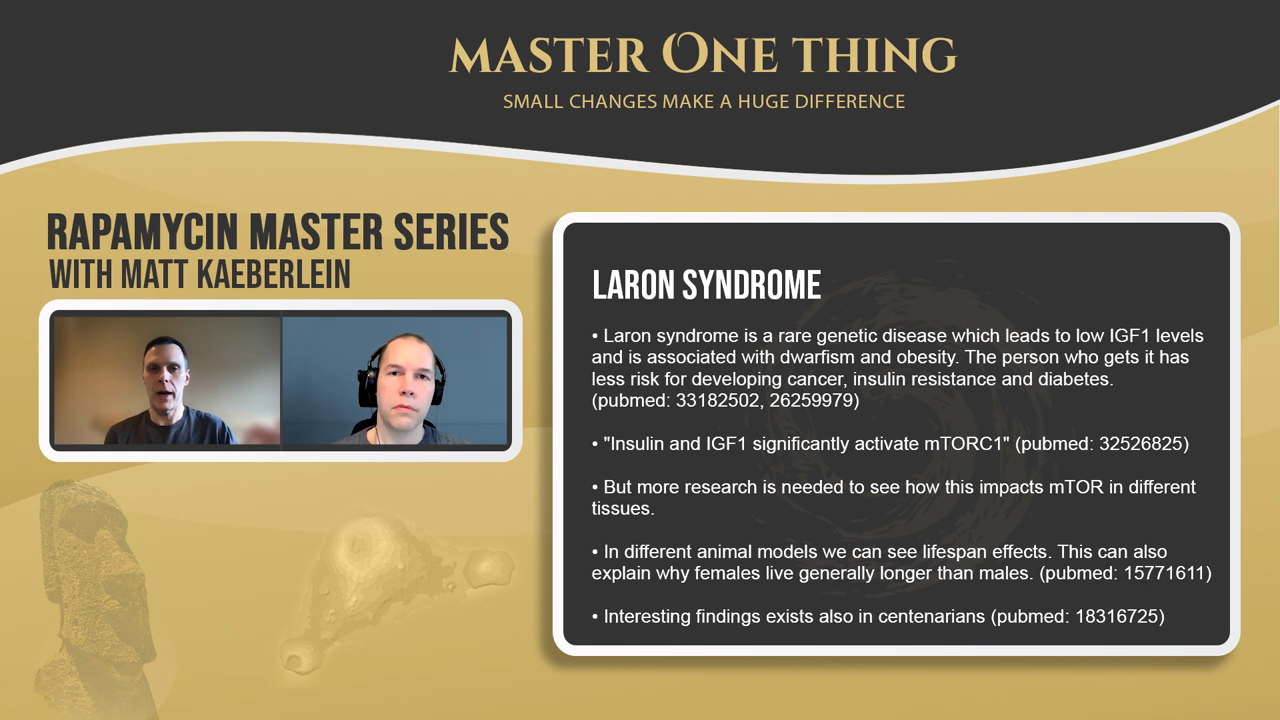 MASTER ONE THING
SMALL CHANGES MAKE A HUGE DIFFERENCE
RAPAMYCIN MASTER SERIES
WITH MATT KAEBERLEIN
LARON SYNDROME
• Laron syndrome is a rare genetic disease which leads to low IGF1 levels
and is associated with dwarfism and obesity. The person who gets it has
less risk for developing cancer, insulin resistance and diabetes.
(pubmed: 33182502, 26259979)
• "Insulin and IGF1 significantly activate mTORC1" (pubmed: 32526825)
• But more research is needed to see how this impacts mTOR in different
tissues.
• In different animal models we can see lifespan effects. This can also
explain why females live generally longer than males. (pubmed: 15771611)
• Interesting findings exists also in centenarians (pubmed: 18316725)